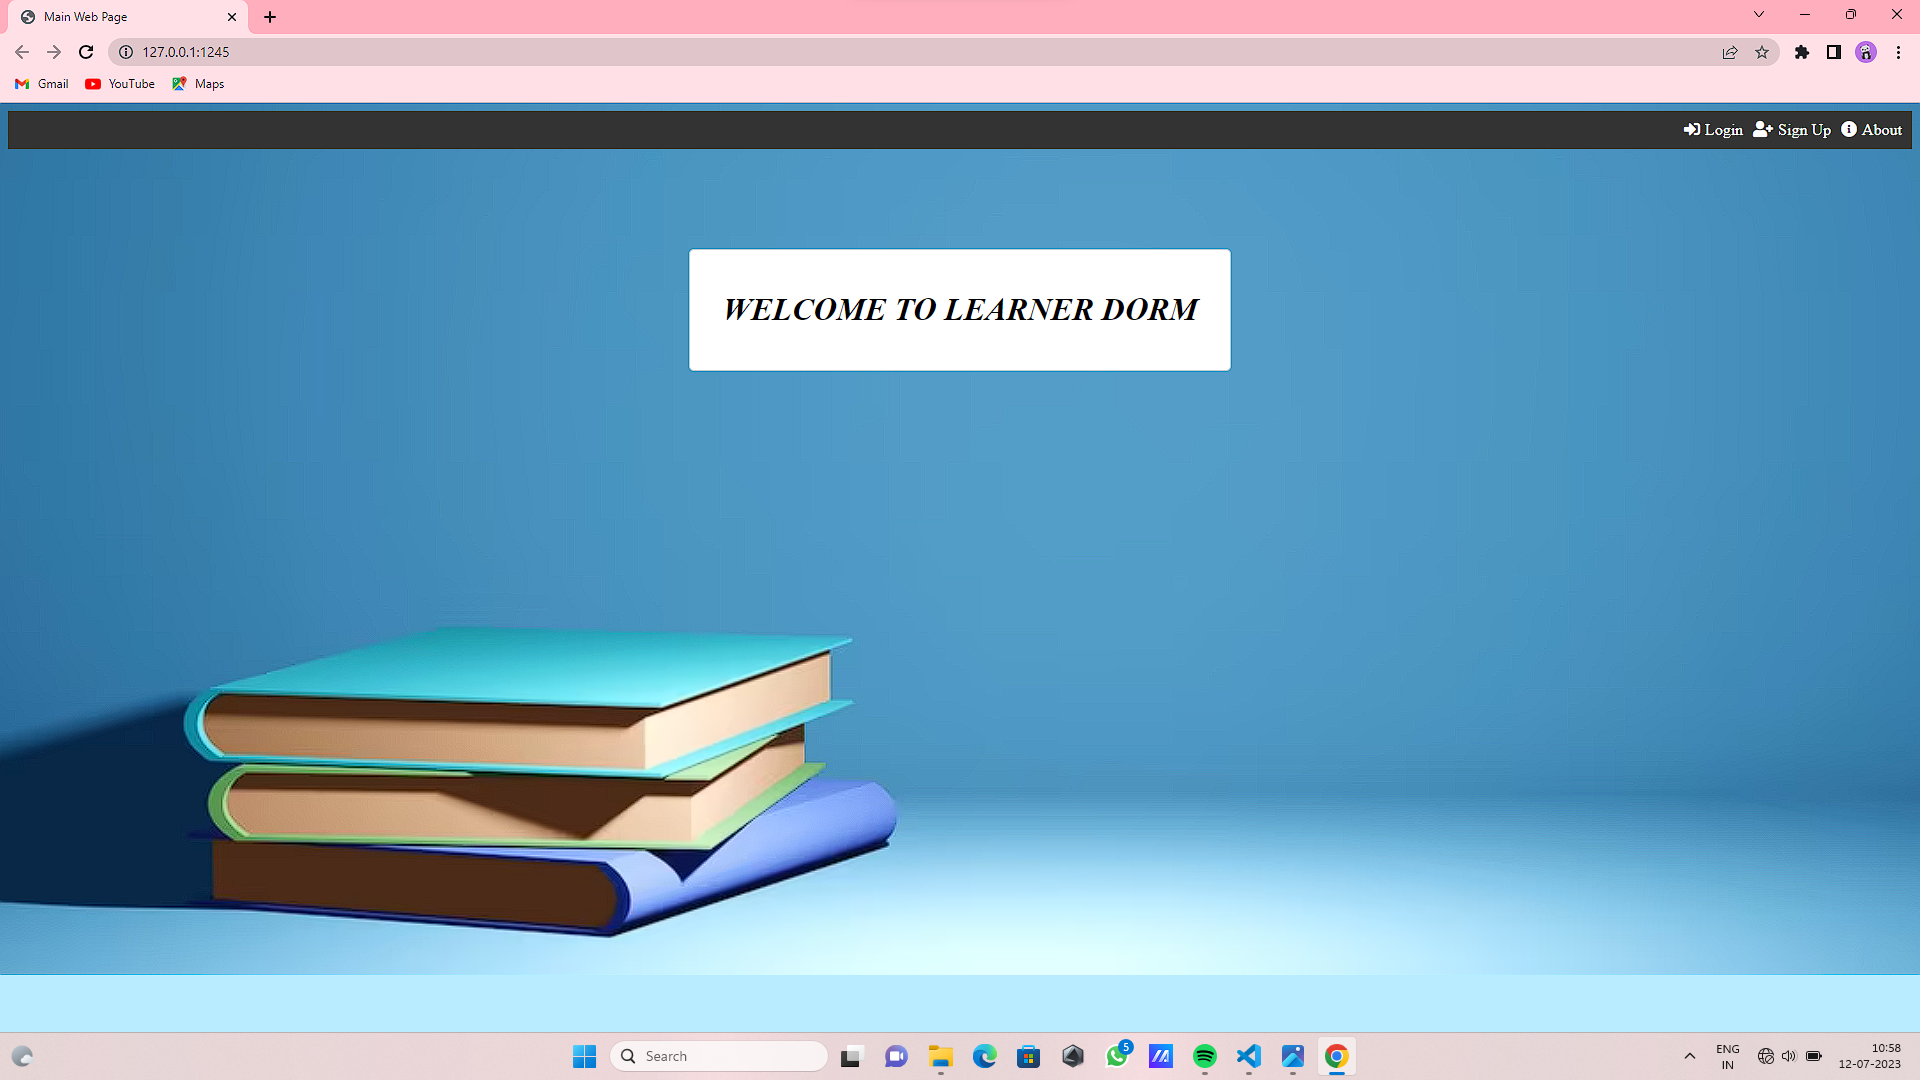 Main Web Page
127.0.0.1:1245
Gmail YouTube Maps
Login Sign Up About
WELCOME TO LEARNER DORM
Search
5
ENG
IN
10:58
12-07-2023